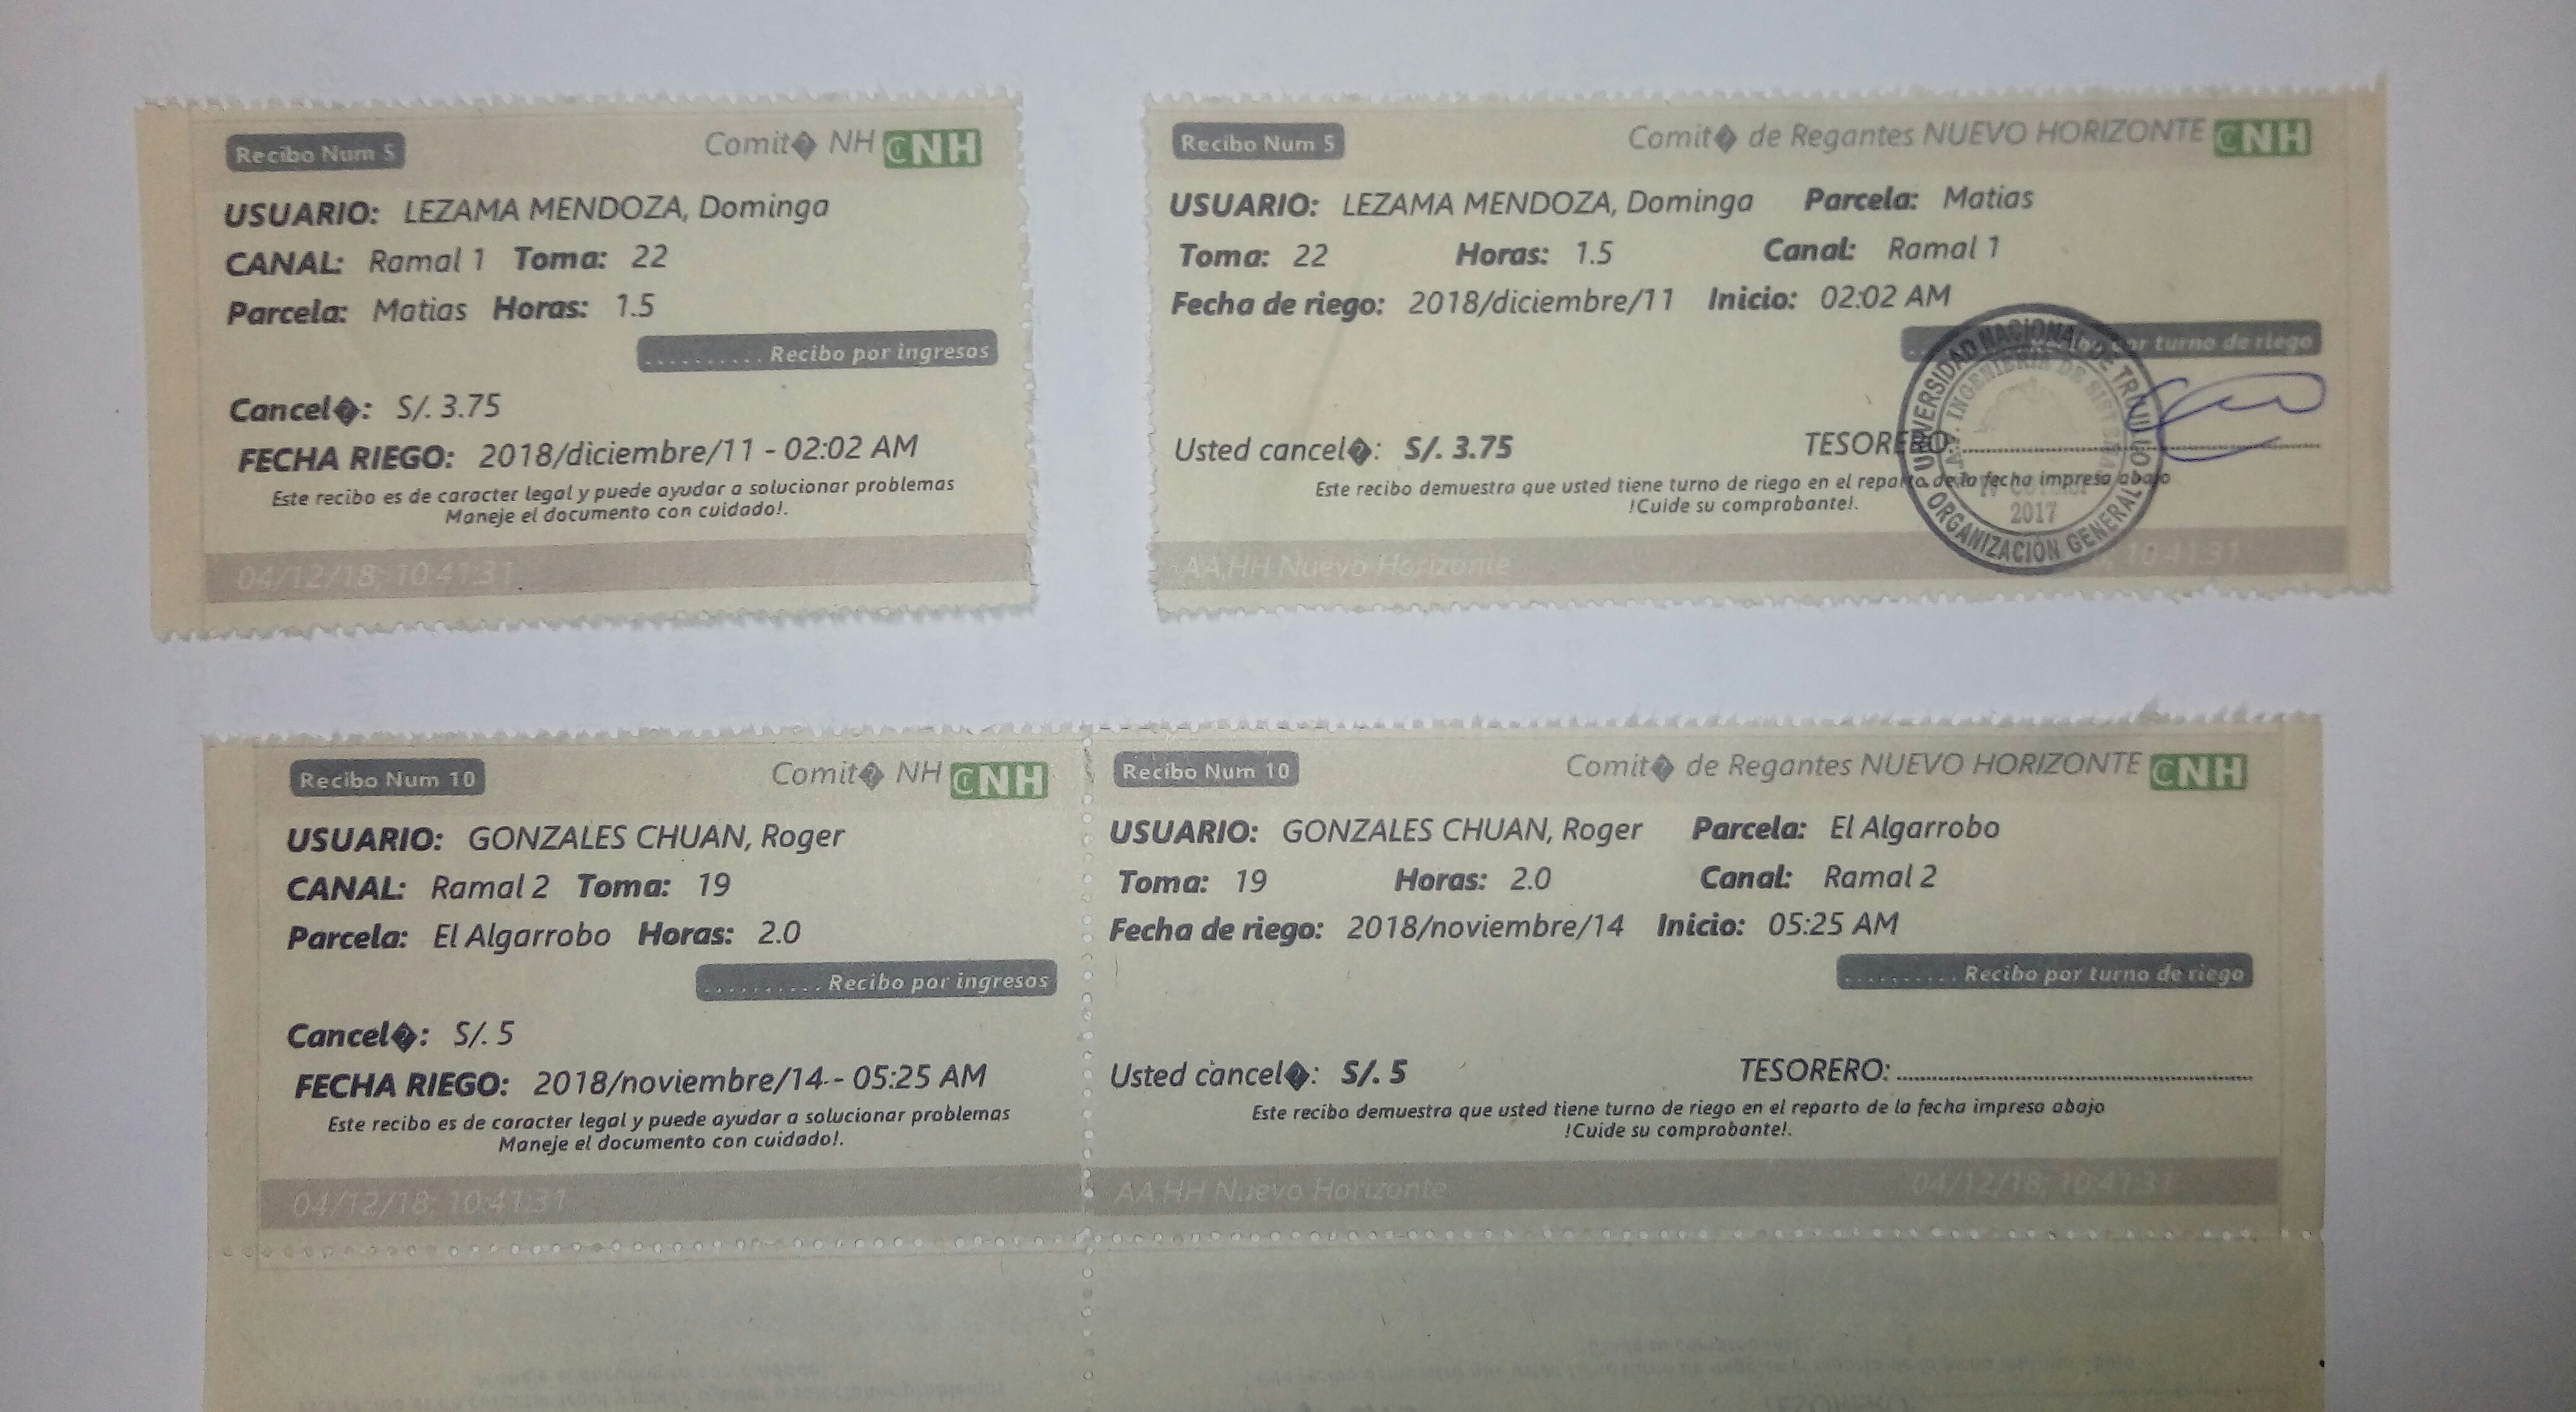 Recibo Num 5
Comit� NH CNH
USUARIO: LEZAMA MENDOZA, Dominga
CANAL: Ramal 1 Toma: 22
Parcela: Matias Horas: 1.5
.......... Recibo por ingresos
Cancel�: S/. 3.75
FECHA RIEGO: 2018/diciembre/11 - 02:02 AM
Este recibo es de caracter legal y puede ayudar a solucionar problemas
Maneje el documento con cuidado!.
04/12/18; 10:41:31
Recibo Num 5
Comit� de Regantes NUEVO HORIZONTE CNH
USUARIO: LEZAMA MENDOZA, Dominga Parcela: Matias
Toma: 22 Horas: 1.5 Canal: Ramal 1
Fecha de riego: 2018/diciembre/11 Inicio: 02:02 AM
Recibo por turno de riego
Usted cancel�: S/. 3.75 TESORERO:
Este recibo demuestra que usted tiene turno de riego en el reparto de la fecha impresa abajo
!Cuide su comprobante!.
AA.HH Nuevo Horizonte 10:41:31
UNIVERSIDAD NACIONAL DE TRUJILLO
INGENIERIA DE
2017
ORGANIZACIÓN GENERAL
Recibo Num 10
Comit� NH CNH
USUARIO: GONZALES CHUAN, Roger
CANAL: Ramal 2 Toma: 19
Parcela: El Algarrobo Horas: 2.0
.......... Recibo por ingresos
Cancel�: S/. 5
FECHA RIEGO: 2018/noviembre/14 - 05:25 AM
Este recibo es de caracter legal y puede ayudar a solucionar problemas
Maneje el documento con cuidado!.
04/12/18; 10:41:31
Recibo Num 10
Comit� de Regantes NUEVO HORIZONTE CNH
USUARIO: GONZALES CHUAN, Roger Parcela: El Algarrobo
Toma: 19 Horas: 2.0 Canal: Ramal 2
Fecha de riego: 2018/noviembre/14 Inicio: 05:25 AM
.......... Recibo por turno de riego
Usted cancel�: S/. 5 TESORERO:
Este recibo demuestra que usted tiene turno de riego en el reparto de la fecha impresa abajo
!Cuide su comprobante!.
AA.HH Nuevo Horizonte 04/12/18; 10:41:31